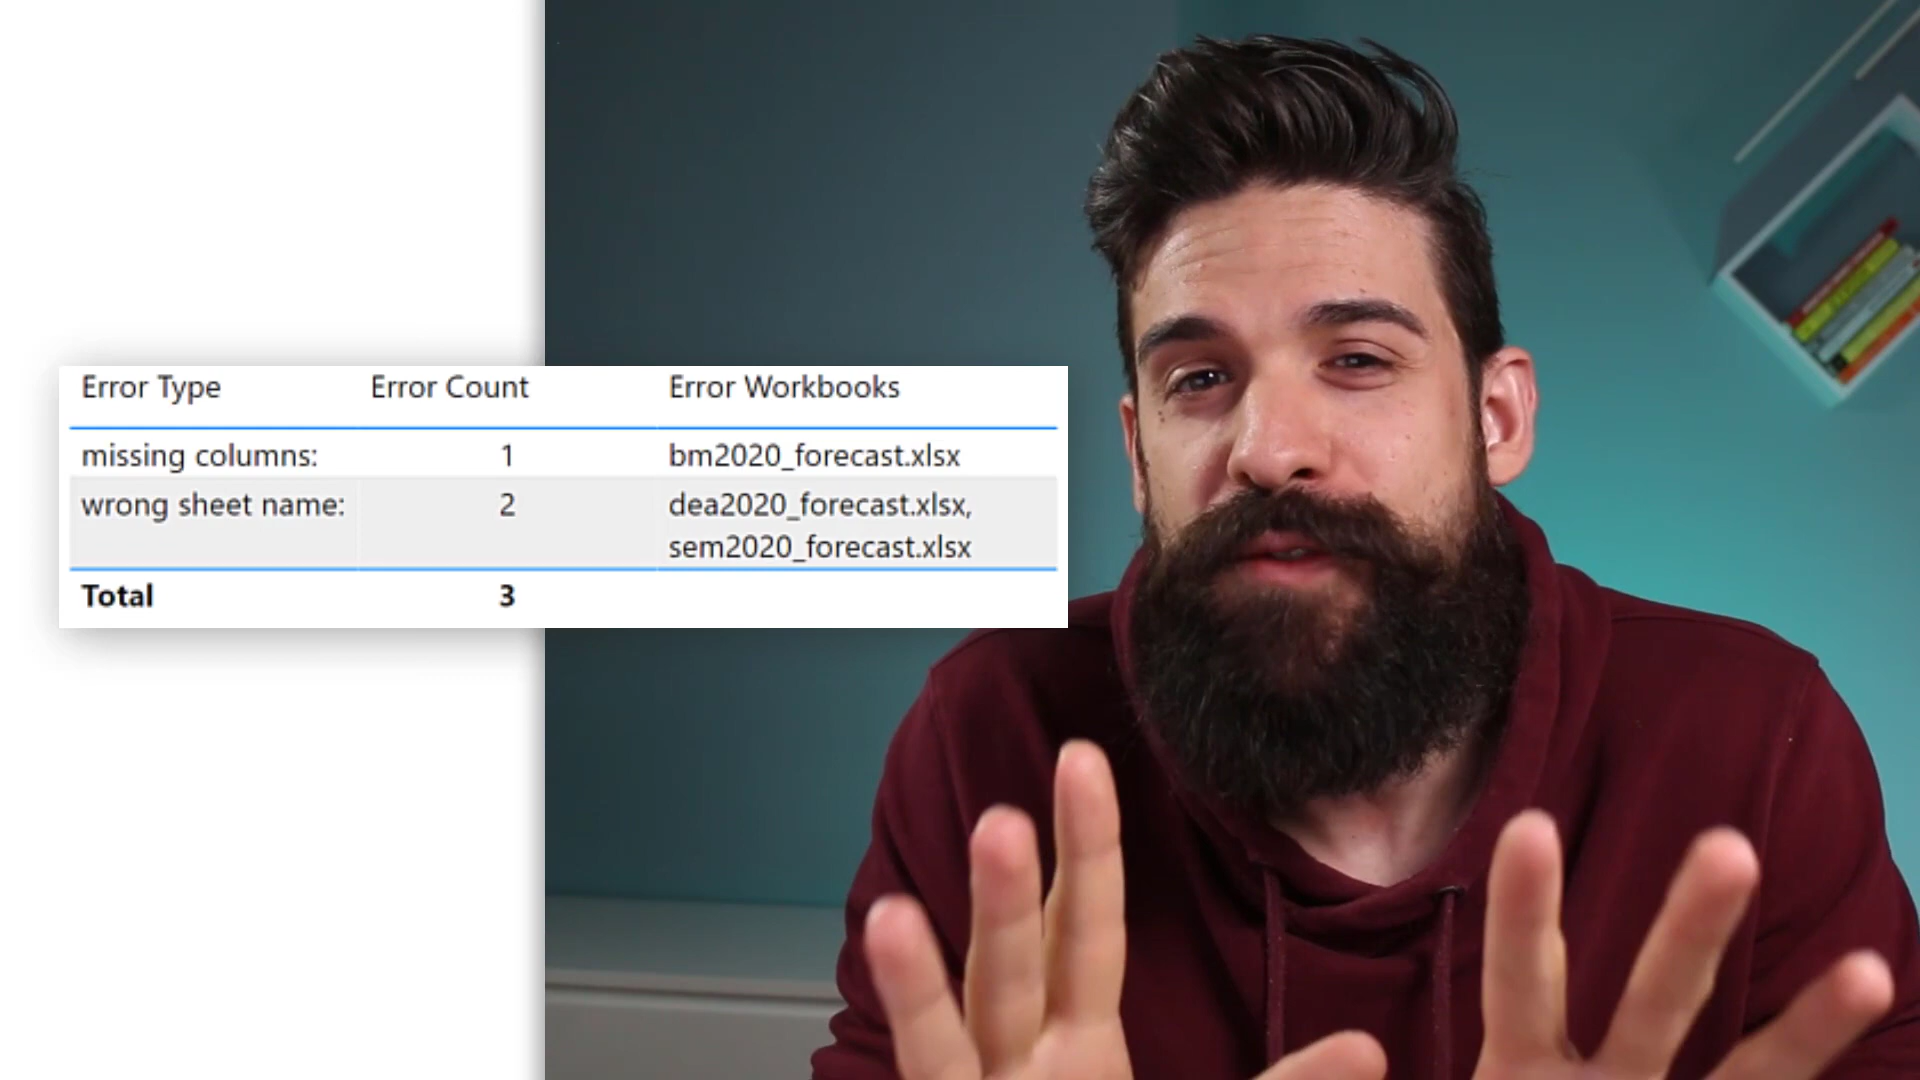 Error Type Error Count Error Workbooks
missing columns: 1 bm2020_forecast.xlsx
wrong sheet name: 2 dea2020_forecast.xlsx,
sem2020_forecast.xlsx
Total 3